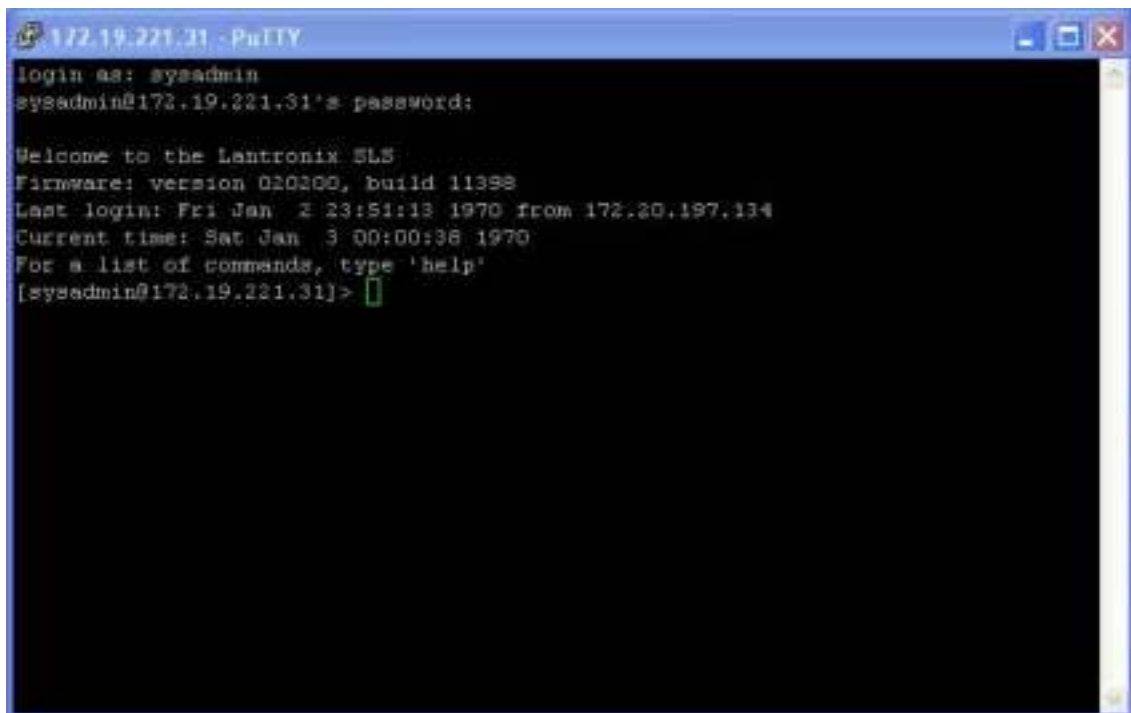 172.19.221.31 - PuTTY
login as: sysadmin
sysadmin@172.19.221.31's password:
Welcome to the Lantronix SLS
Firmware: version 020200, build 11398
Last login: Fri Jan  2 23:51:13 1970 from 172.20.197.134
Current time: Sat Jan  3 00:00:38 1970
For a list of commands, type 'help'
[sysadmin@172.19.221.31]>